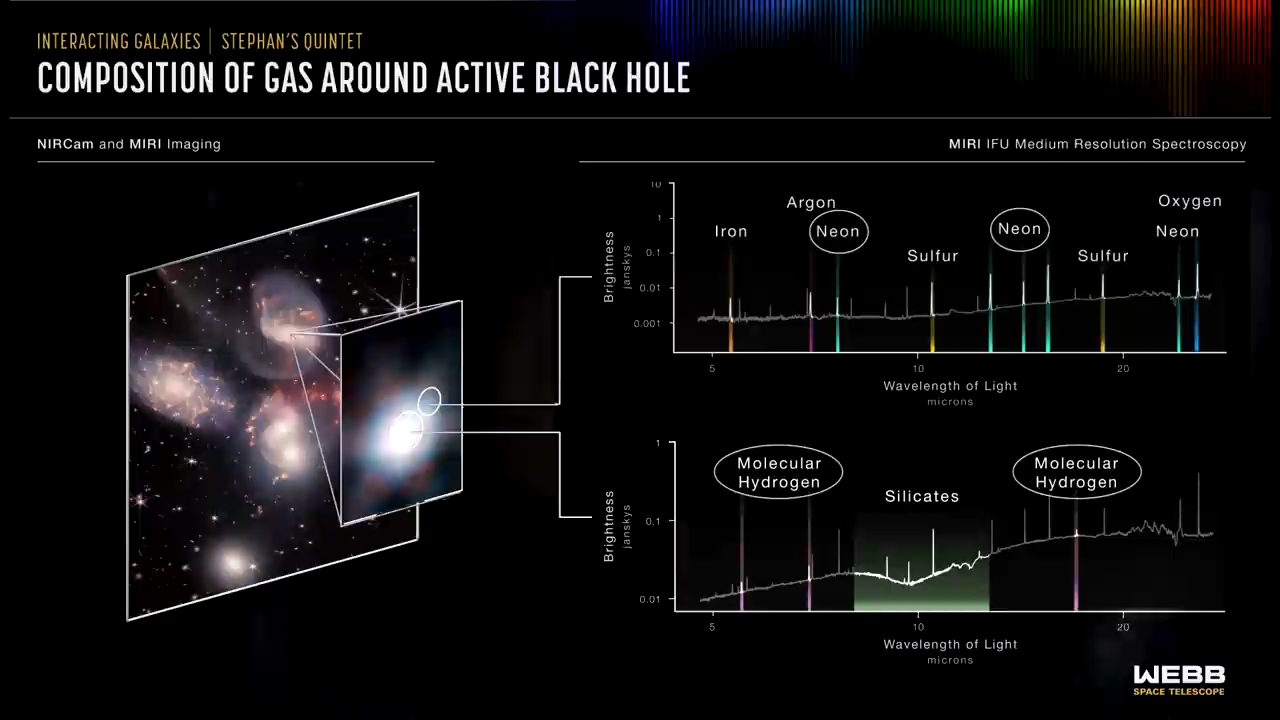 INTERACTING GALAXIES | STEPHAN'S QUINTET
COMPOSITION OF GAS AROUND ACTIVE BLACK HOLE
NIRCam and MIRI Imaging
MIRI IFU Medium Resolution Spectroscopy
Brightness
janskys
10
1
0.1
0.01
0.001
Iron
Argon
Neon
Sulfur
Neon
Sulfur
Oxygen
Neon
5
10
20
Wavelength of Light
microns
Brightness
janskys
1
0.1
0.01
Molecular
Hydrogen
Silicates
Molecular
Hydrogen
5
10
20
Wavelength of Light
microns
WEBB
SPACE TELESCOPE